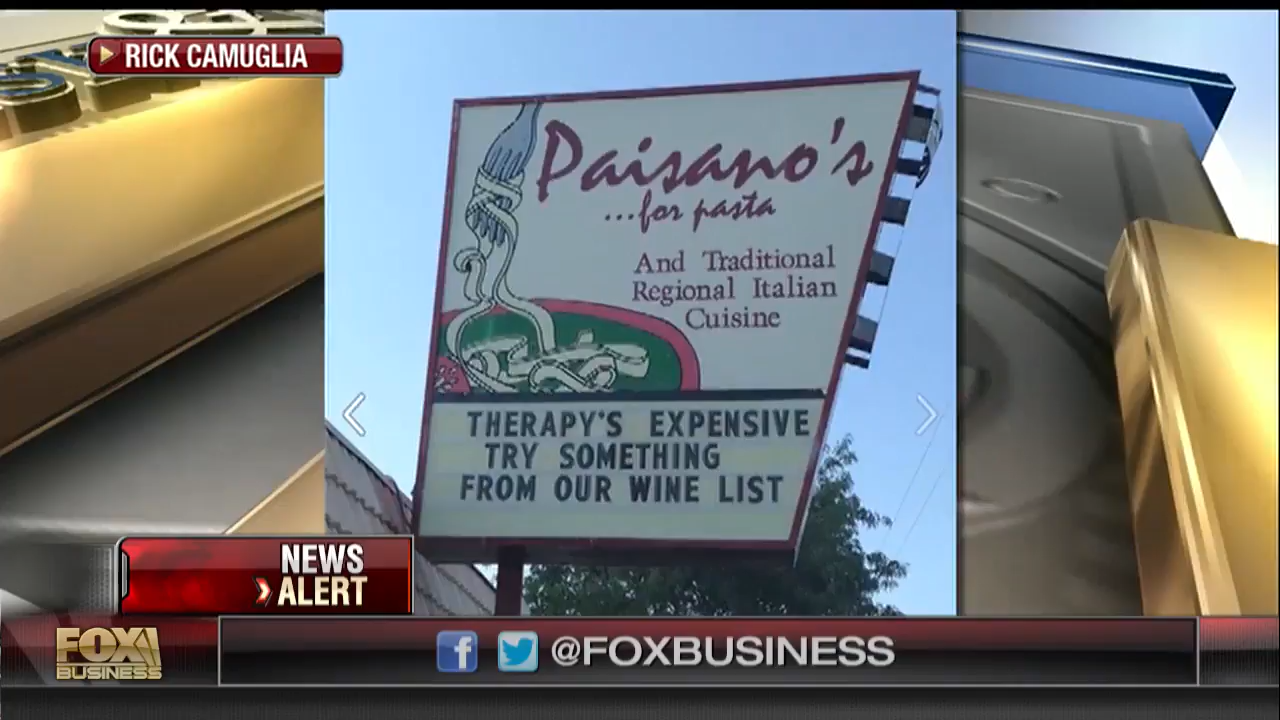 RICK CAMUGLIA
Paisano's
...for pasta
And Traditional
Regional Italian
Cuisine
THERAPY'S EXPENSIVE
TRY SOMETHING
FROM OUR WINE LIST
NEWS
ALERT
FOX
BUSINESS
@FOXBUSINESS